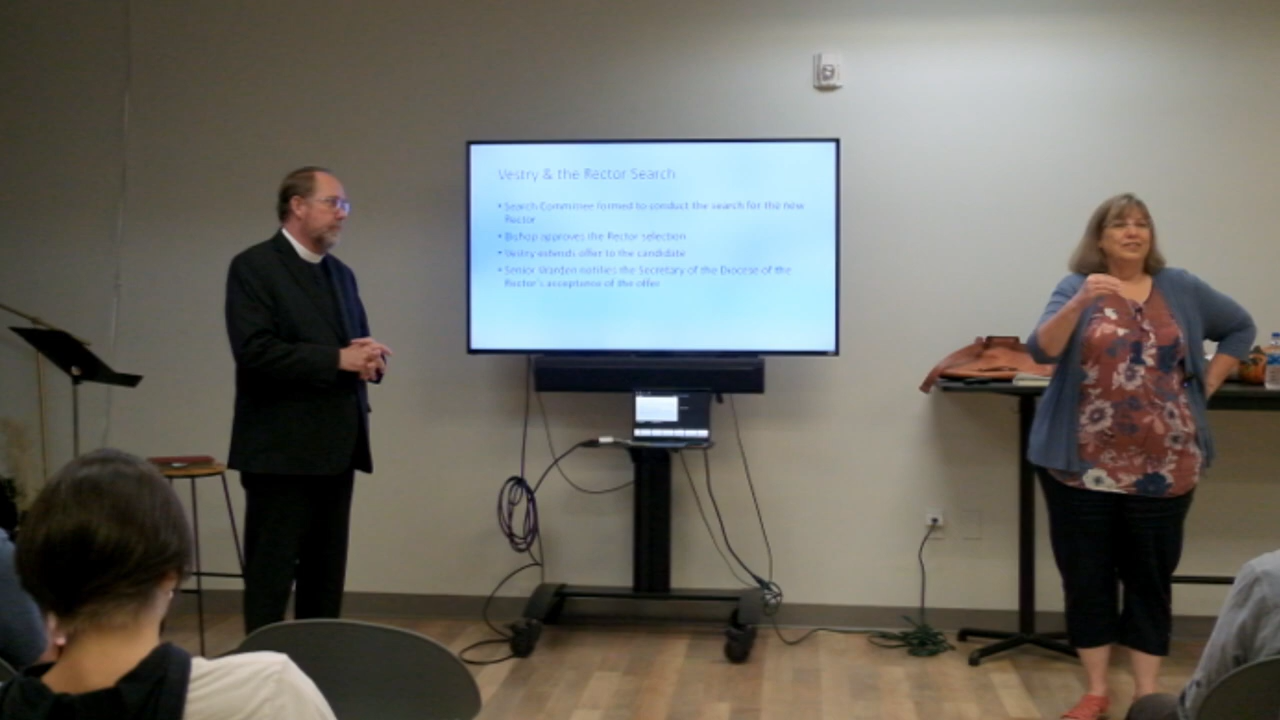 Vestry & the Rector Search
• Search Committee formed to conduct the search for the new
Rector
• Bishop approves the Rector selection
• Vestry extends offer to the candidate
• Senior Warden notifies the Secretary of the Diocese of the
Rector's acceptance of the offer